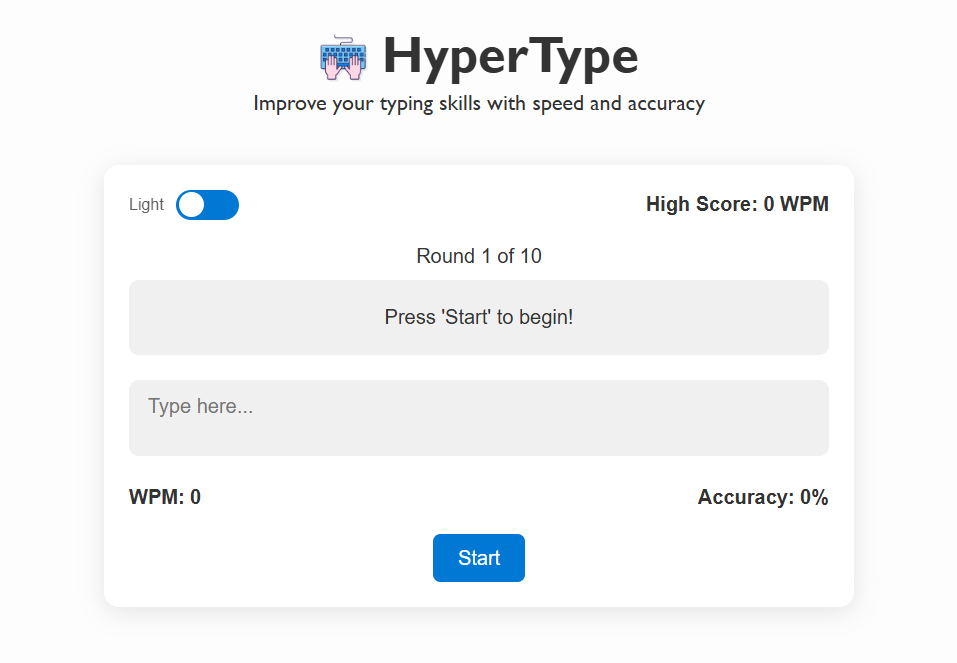 HyperType
Improve your typing skills with speed and accuracy
Light
High Score: 0 WPM
Round 1 of 10
Press 'Start' to begin!
Type here...
WPM: 0
Accuracy: 0%
Start